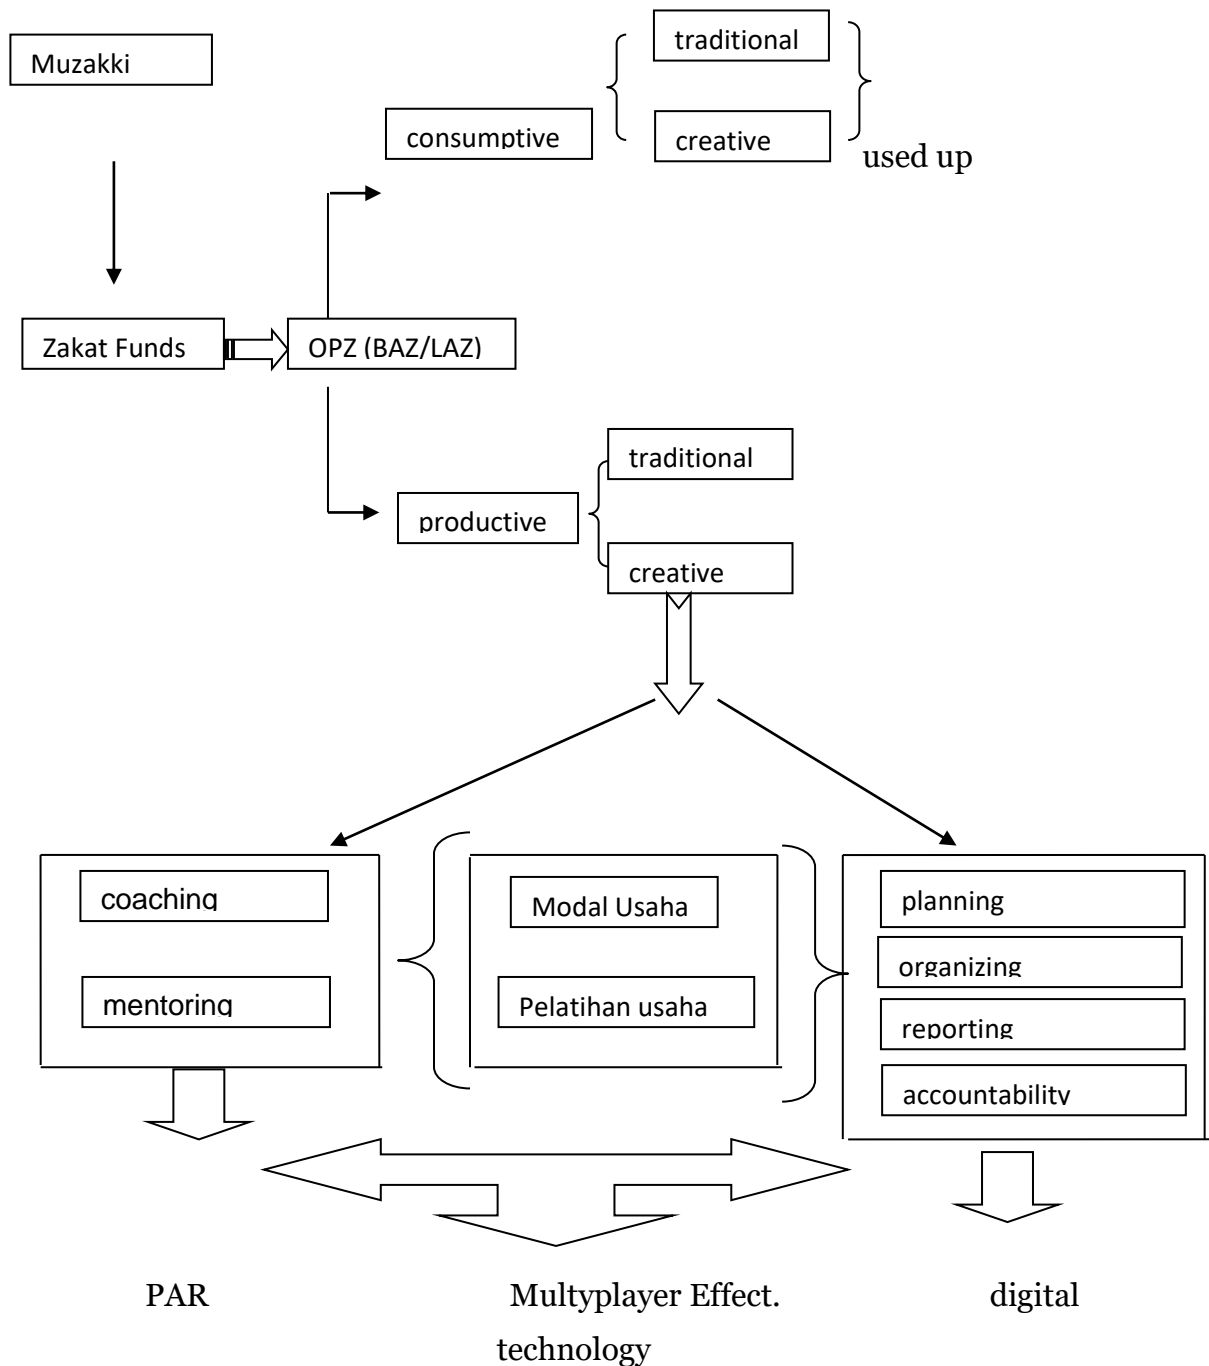 Muzakki
traditional
consumptive
creative
used up
Zakat Funds
OPZ (BAZ/LAZ)
traditional
productive
creative
coaching
mentoring
Modal Usaha
Pelatihan usaha
planning
organizing
reporting
accountability
PAR
Multyplayer Effect.
digital
technology